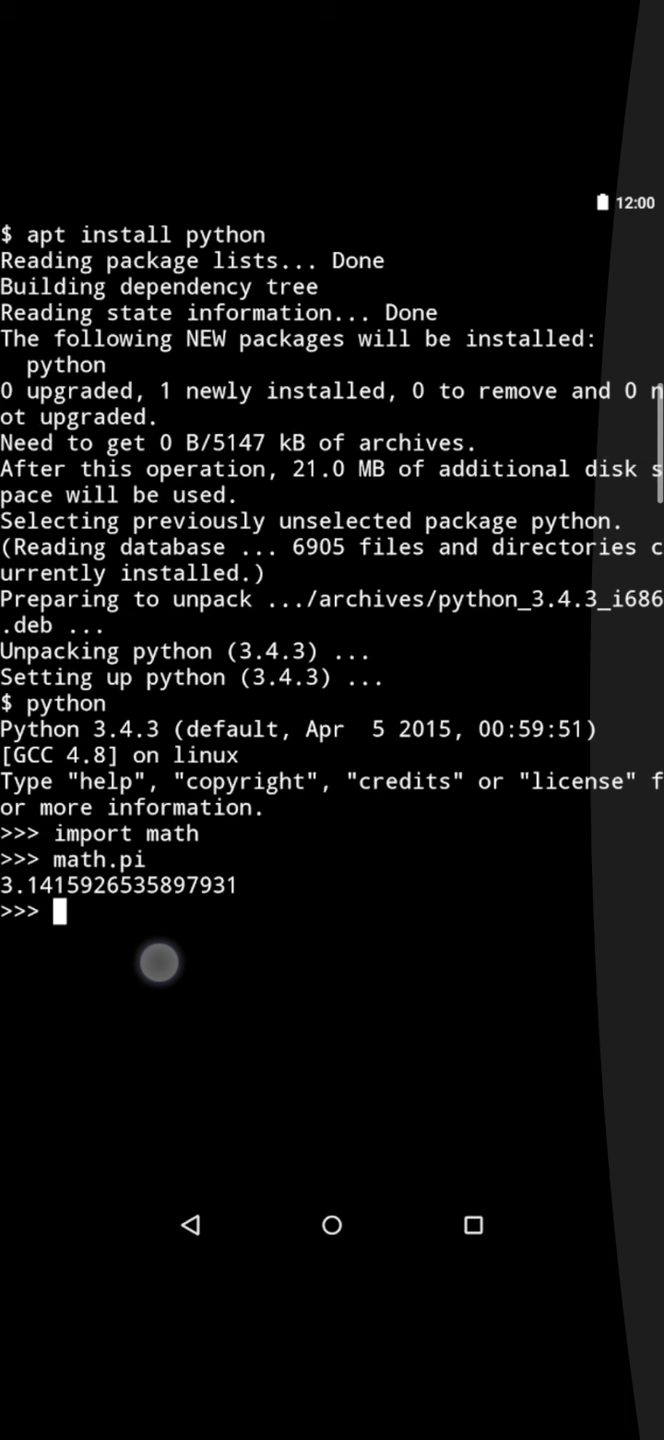 12:00
$ apt install python
Reading package lists... Done
Building dependency tree
Reading state information... Done
The following NEW packages will be installed:
  python
0 upgraded, 1 newly installed, 0 to remove and 0 n
ot upgraded.
Need to get 0 B/5147 kB of archives.
After this operation, 21.0 MB of additional disk s
pace will be used.
Selecting previously unselected package python.
(Reading database ... 6905 files and directories c
urrently installed.)
Preparing to unpack .../archives/python_3.4.3_i686
.deb ...
Unpacking python (3.4.3) ...
Setting up python (3.4.3) ...
$ python
Python 3.4.3 (default, Apr  5 2015, 00:59:51)
[GCC 4.8] on linux
Type "help", "copyright", "credits" or "license" f
or more information.
>>> import math
>>> math.pi
3.1415926535897931
>>>